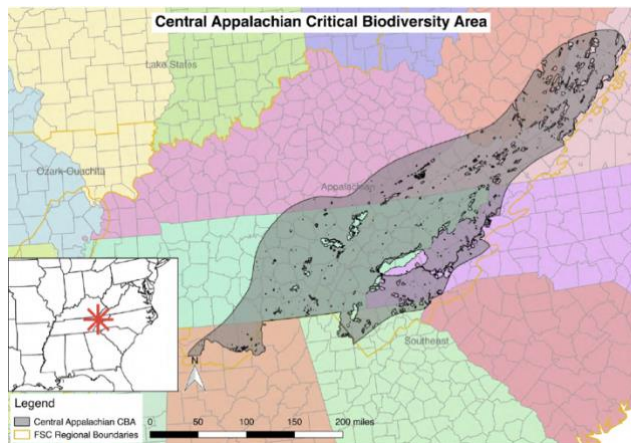 Central Appalachian Critical Biodiversity Area
Lake States
Ozark-Ouachita
Appalachian
Southeast
N
Legend
Central Appalachian CBA
FSC Regional Boundaries
0 50 100 200 miles